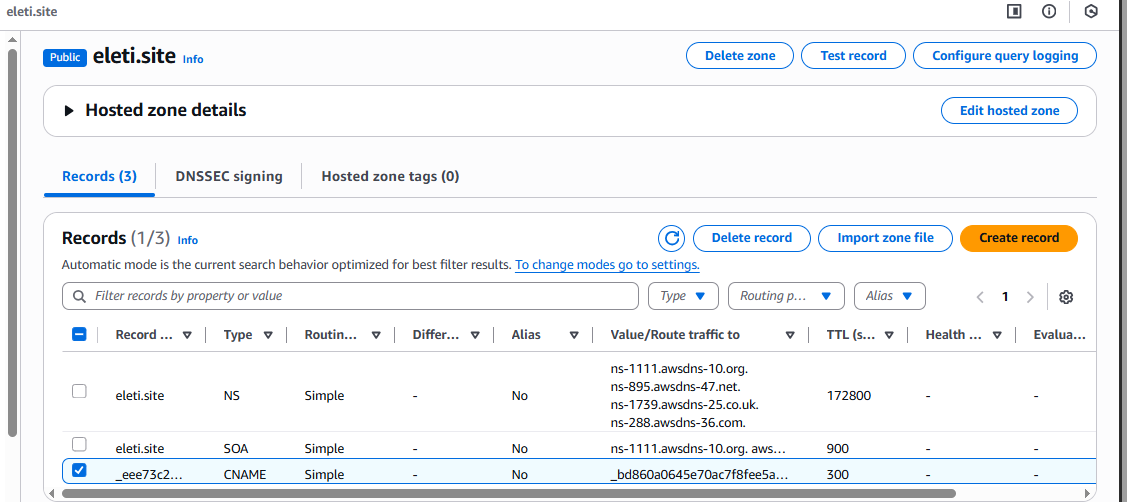 eleti.site
Public eleti.site Info
Delete zone Test record Configure query logging
Hosted zone details
Edit hosted zone
Records (3) DNSSEC signing Hosted zone tags (0)
Records (1/3) Info
Delete record Import zone file Create record
Automatic mode is the current search behavior optimized for best filter results. To change modes go to settings.
Filter records by property or value
Type Routing p... Alias 1
Record ... Type Routin... Differ... Alias Value/Route traffic to TTL (s... Health ... Evalua...
eleti.site NS Simple - No
ns-1111.awsdns-10.org.
ns-895.awsdns-47.net.
ns-1739.awsdns-25.co.uk.
ns-288.awsdns-36.com.
172800 - -
eleti.site SOA Simple - No ns-1111.awsdns-10.org. aws... 900 - -
_eee73c2... CNAME Simple - No _bd860a0645e70ac7f8fee5a... 300 - -